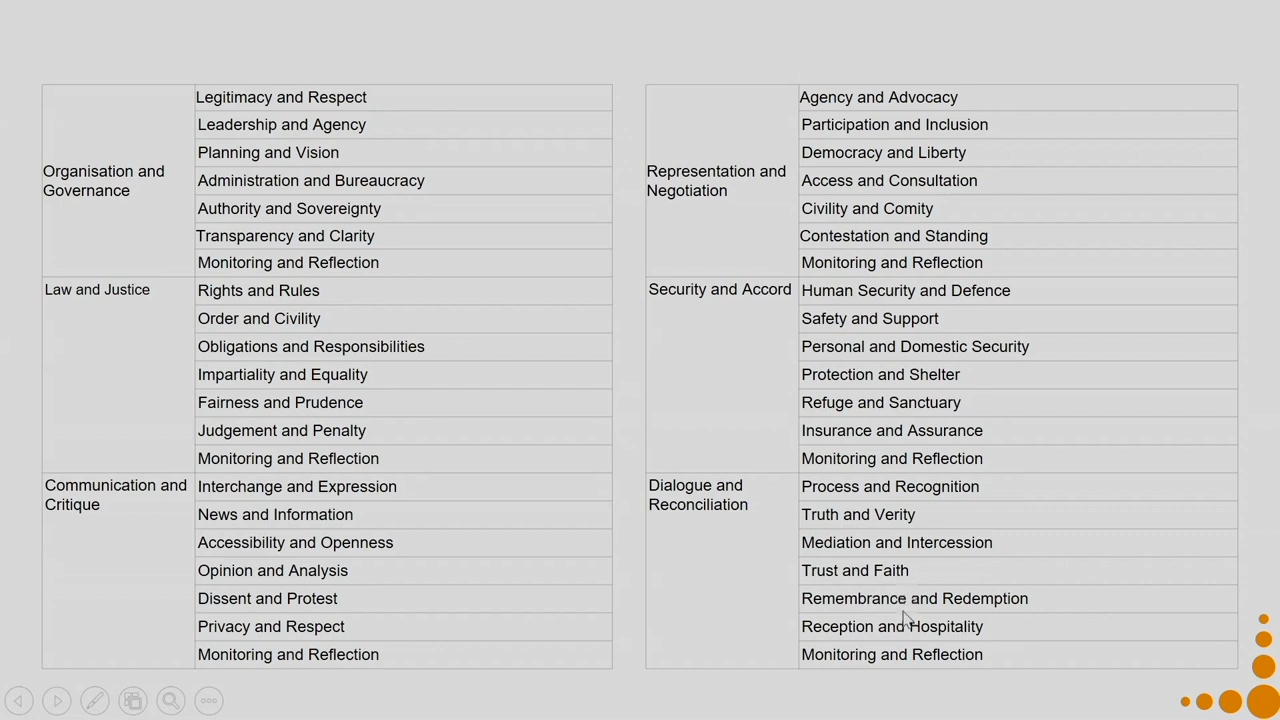 Organisation and
Governance
Legitimacy and Respect
Leadership and Agency
Planning and Vision
Administration and Bureaucracy
Authority and Sovereignty
Transparency and Clarity
Monitoring and Reflection
Law and Justice
Rights and Rules
Order and Civility
Obligations and Responsibilities
Impartiality and Equality
Fairness and Prudence
Judgement and Penalty
Monitoring and Reflection
Communication and
Critique
Interchange and Expression
News and Information
Accessibility and Openness
Opinion and Analysis
Dissent and Protest
Privacy and Respect
Monitoring and Reflection
Representation and
Negotiation
Agency and Advocacy
Participation and Inclusion
Democracy and Liberty
Access and Consultation
Civility and Comity
Contestation and Standing
Monitoring and Reflection
Security and Accord
Human Security and Defence
Safety and Support
Personal and Domestic Security
Protection and Shelter
Refuge and Sanctuary
Insurance and Assurance
Monitoring and Reflection
Dialogue and
Reconciliation
Process and Recognition
Truth and Verity
Mediation and Intercession
Trust and Faith
Remembrance and Redemption
Reception and Hospitality
Monitoring and Reflection